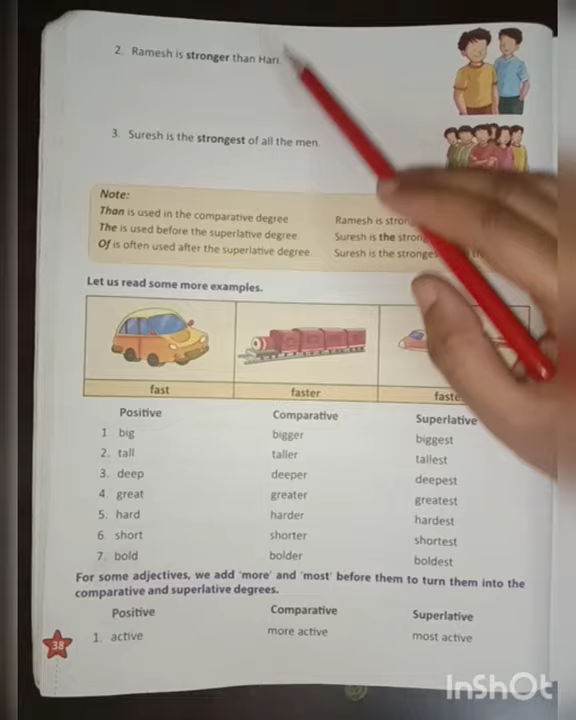 2. Ramesh is stronger than Hari.
3. Suresh is the strongest of all the men.
Note:
Than is used in the comparative degree Ramesh is stron
The is used before the superlative degree Suresh is the stron
Of is often used after the superlative degree Suresh is the stronges
Let us read some more examples.
fast faster faste
Positive Comparative Superlative
1 big bigger biggest
2. tall taller tallest
3. deep deeper deepest
4. great greater greatest
5. hard harder hardest
6. short shorter shortest
7. bold bolder boldest
For some adjectives, we add 'more' and 'most' before them to turn them into the
comparative and superlative degrees.
Positive Comparative Superlative
1. active more active most active
38
InShOt